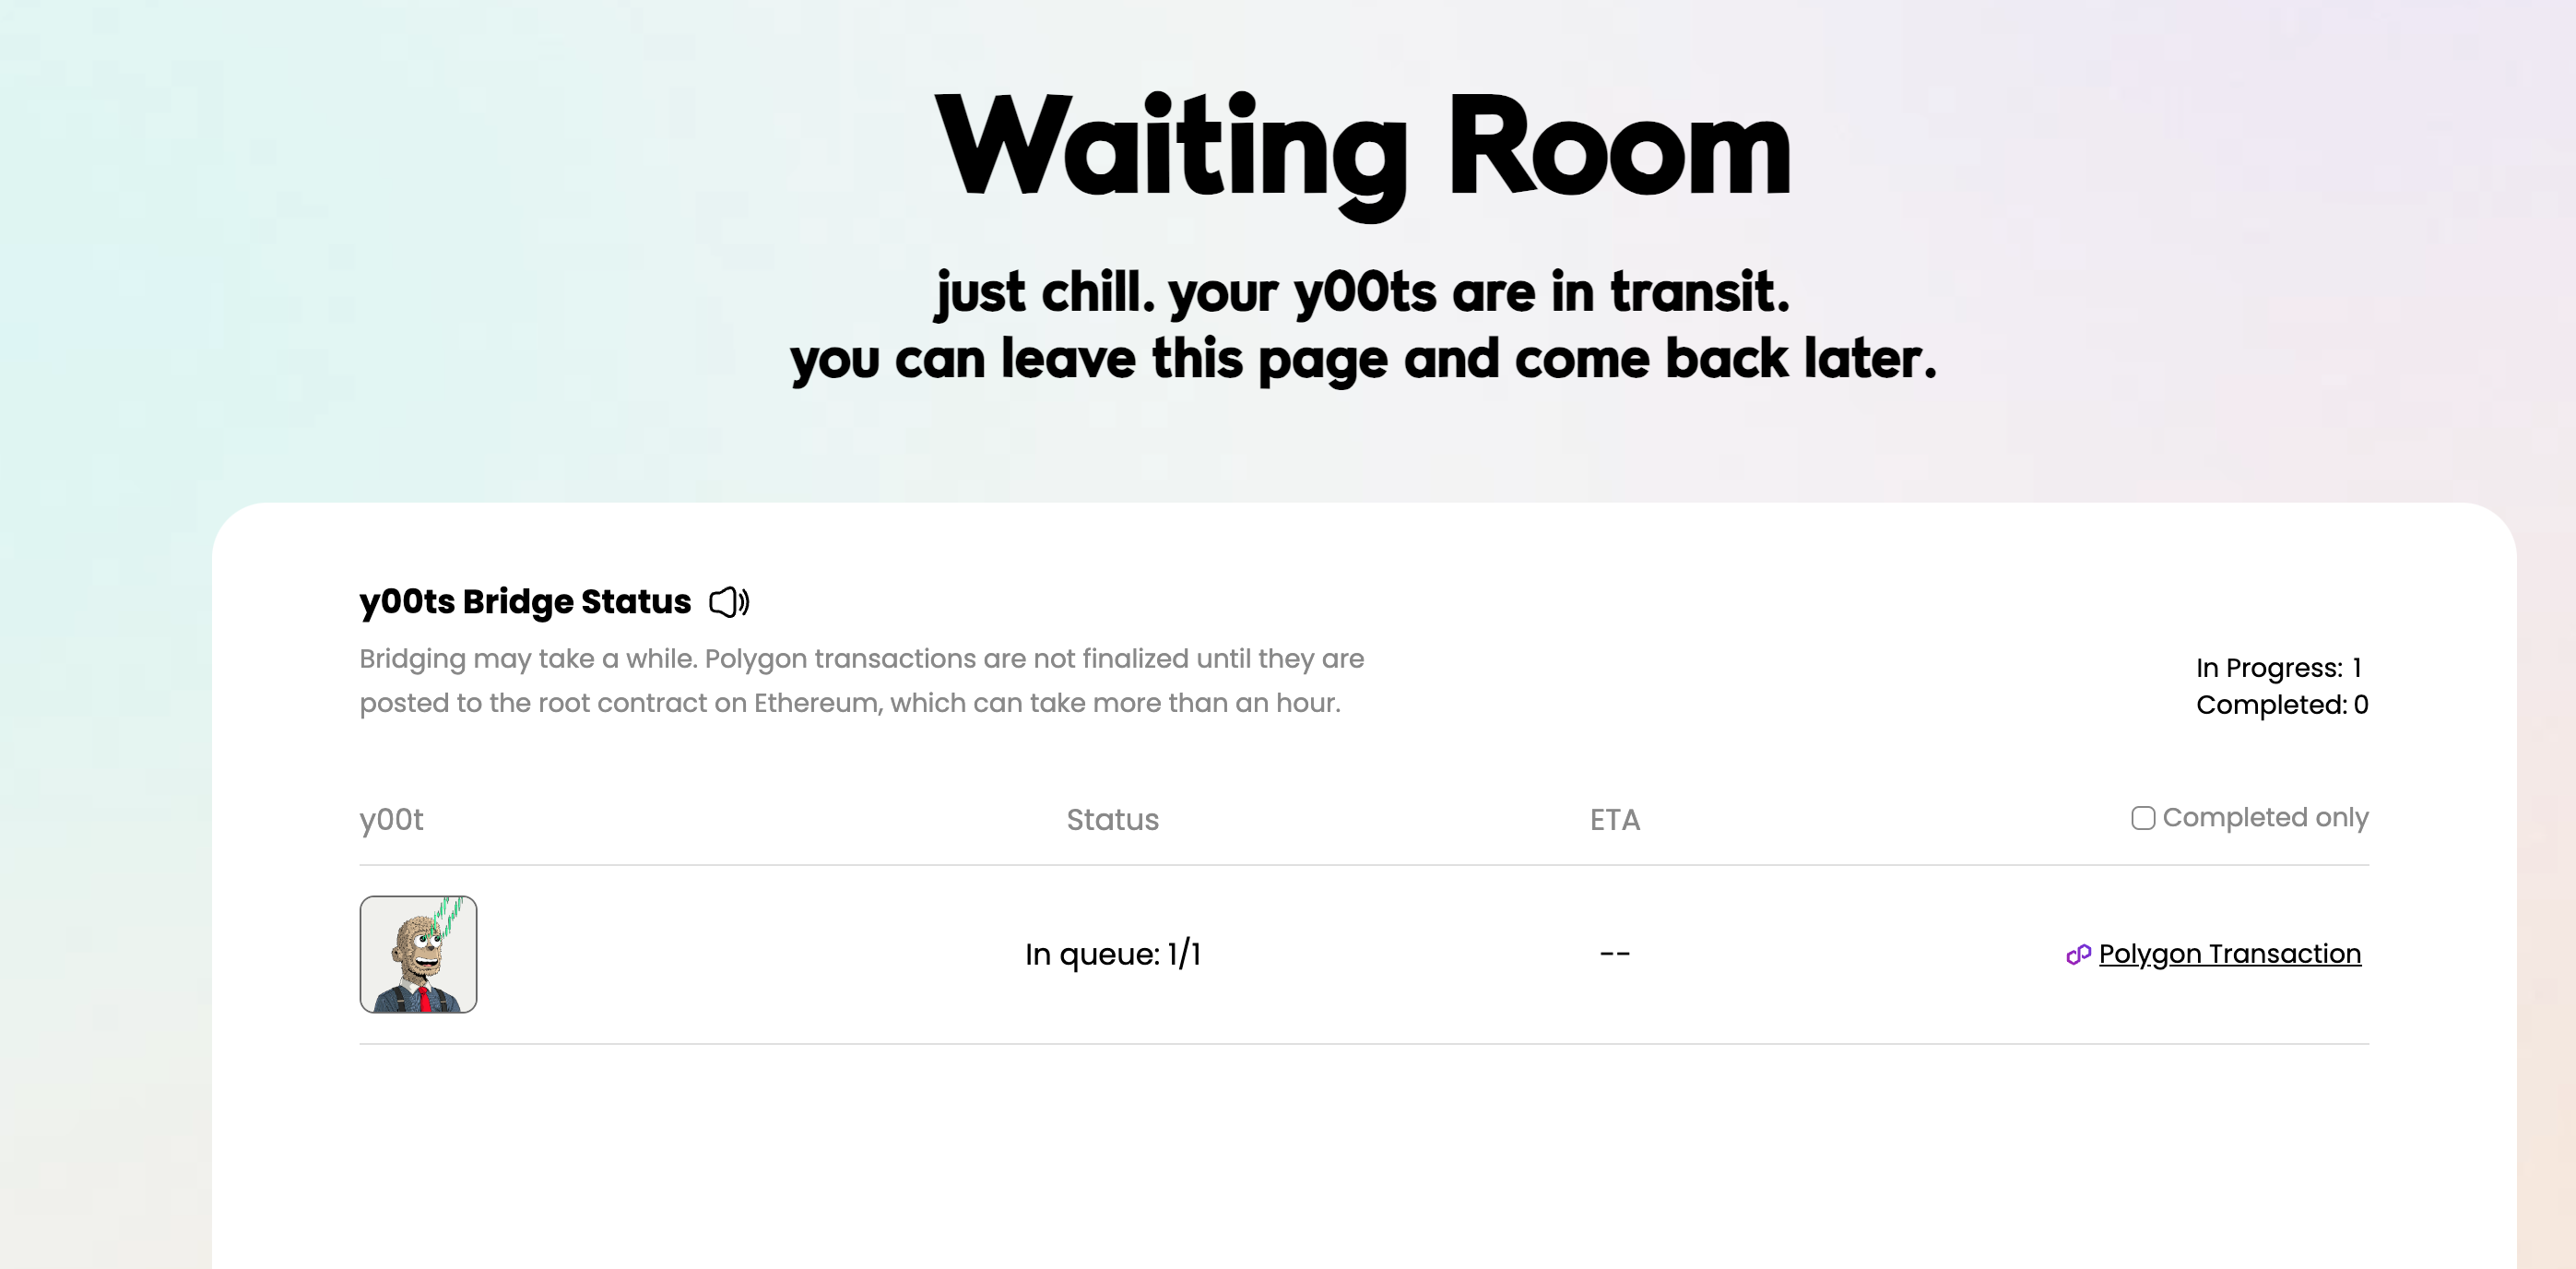 Waiting Room
just chill. your y00ts are in transit.
you can leave this page and come back later.
y00ts Bridge Status
Bridging may take a while. Polygon transactions are not finalized until they are
posted to the root contract on Ethereum, which can take more than an hour.
In Progress: 1
Completed: 0
y00t Status ETA Completed only
In queue: 1/1 -- Polygon Transaction